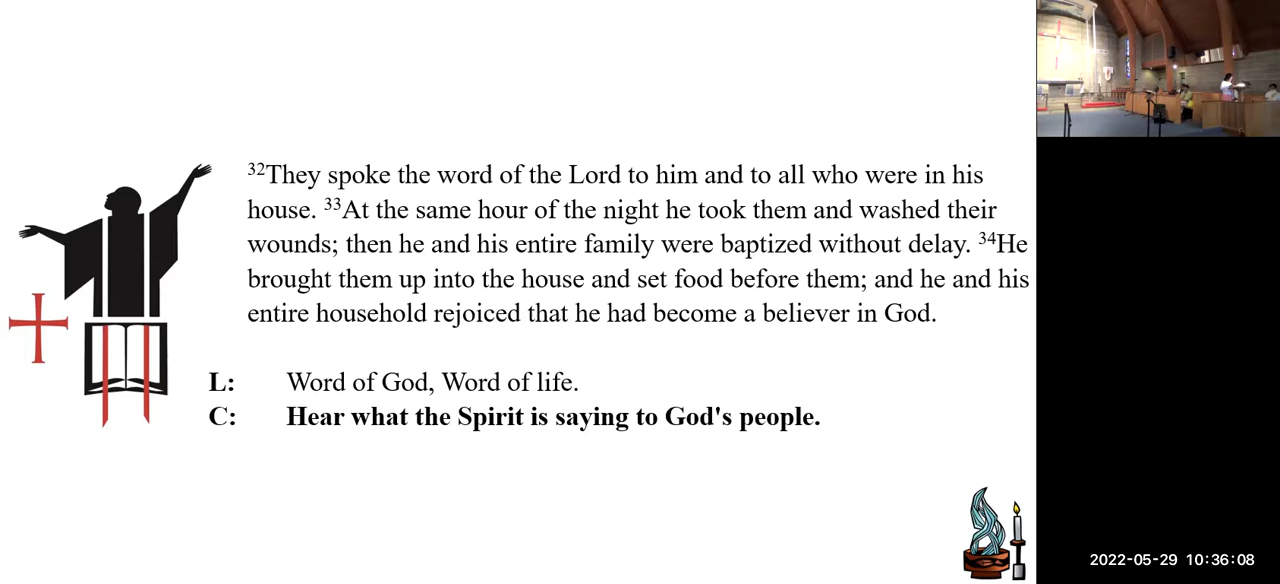 ³²They spoke the word of the Lord to him and to all who were in his
house. ³³At the same hour of the night he took them and washed their
wounds; then he and his entire family were baptized without delay. ³⁴He
brought them up into the house and set food before them; and he and his
entire household rejoiced that he had become a believer in God.
L: Word of God, Word of life.
C: Hear what the Spirit is saying to God's people.
2022-05-29 10:36:08